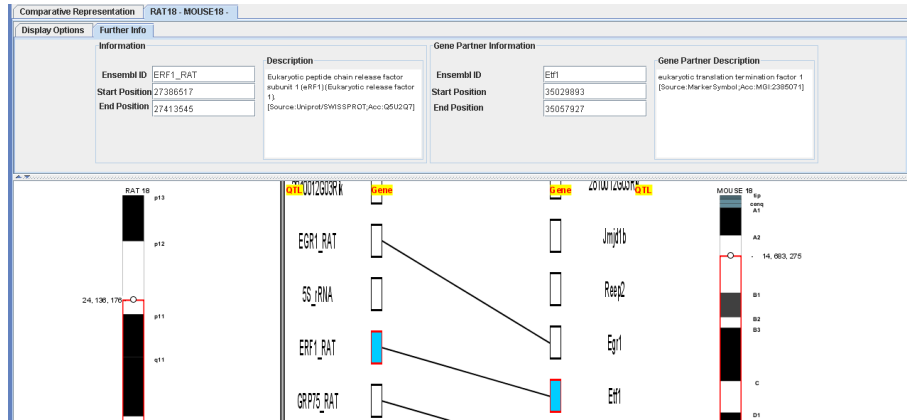 Comparative Representation RAT18 - MOUSE18 -
Display Options Further Info
Information
Ensembl ID ERF1_RAT
Start Position 27386517
End Position 27413545
Description
Eukaryotic peptide chain release factor
subunit 1 (eRF1) (Eukaryotic release factor
1).
[Source:Uniprot/SWISSPROT;Acc:Q5U2Q7]
Gene Partner Information
Ensembl ID Etf1
Start Position 35029893
End Position 35057927
Gene Partner Description
eukaryotic translation termination factor 1
[Source:MarkerSymbol;Acc:MGI:2385071]
RAT 18
p13
p12
24, 136, 176
p11
q11
QTL Gene
EGR1_RAT
5S_rRNA
ERF1_RAT
GRP75_RAT
Gene QTL
Jmjd1b
Reep2
Egr1
Etf1
MOUSE 18
tip
A1
A2
- 14, 683, 275
B1
B2
B3
C
D1